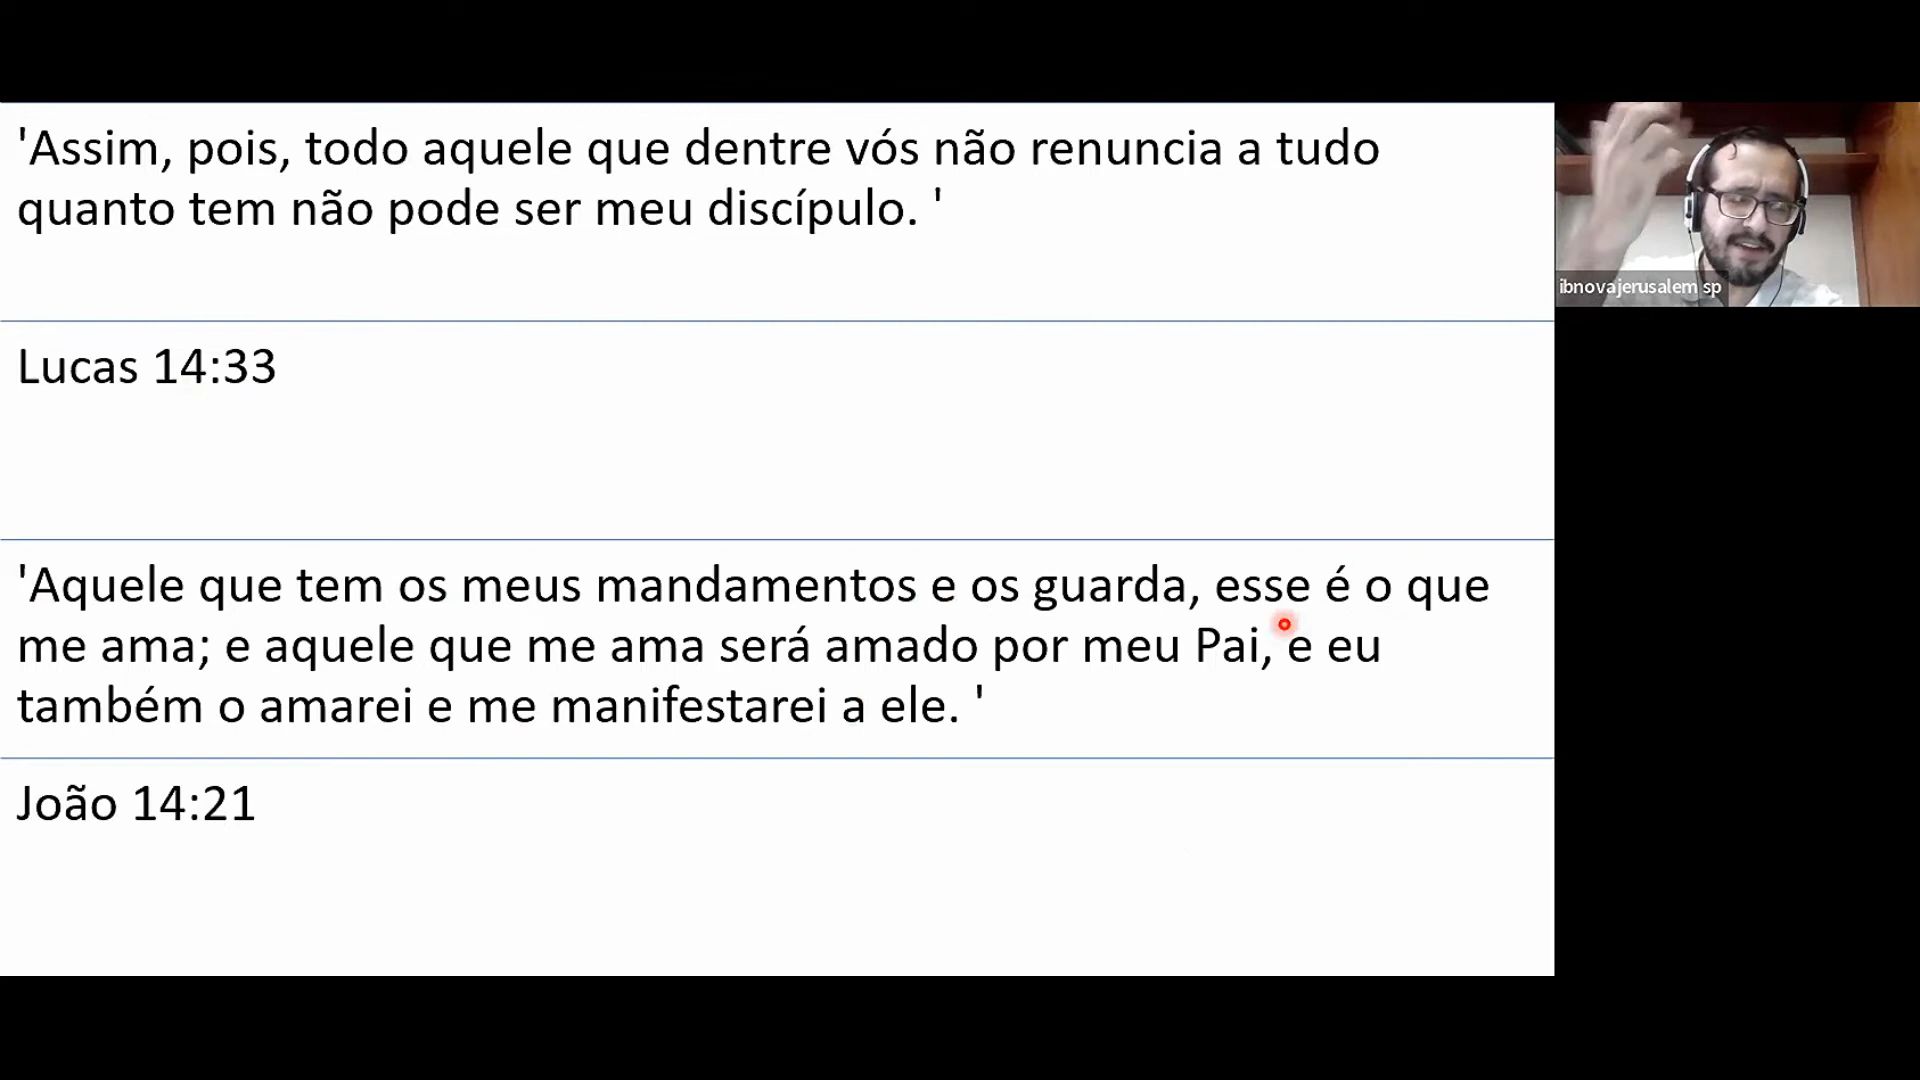 'Assim, pois, todo aquele que dentre vós não renuncia a tudo
quanto tem não pode ser meu discípulo. '
ibnovajerusalem sp
Lucas 14:33
'Aquele que tem os meus mandamentos e os guarda, esse é o que
me ama; e aquele que me ama será amado por meu Pai, e eu
também o amarei e me manifestarei a ele. '
João 14:21